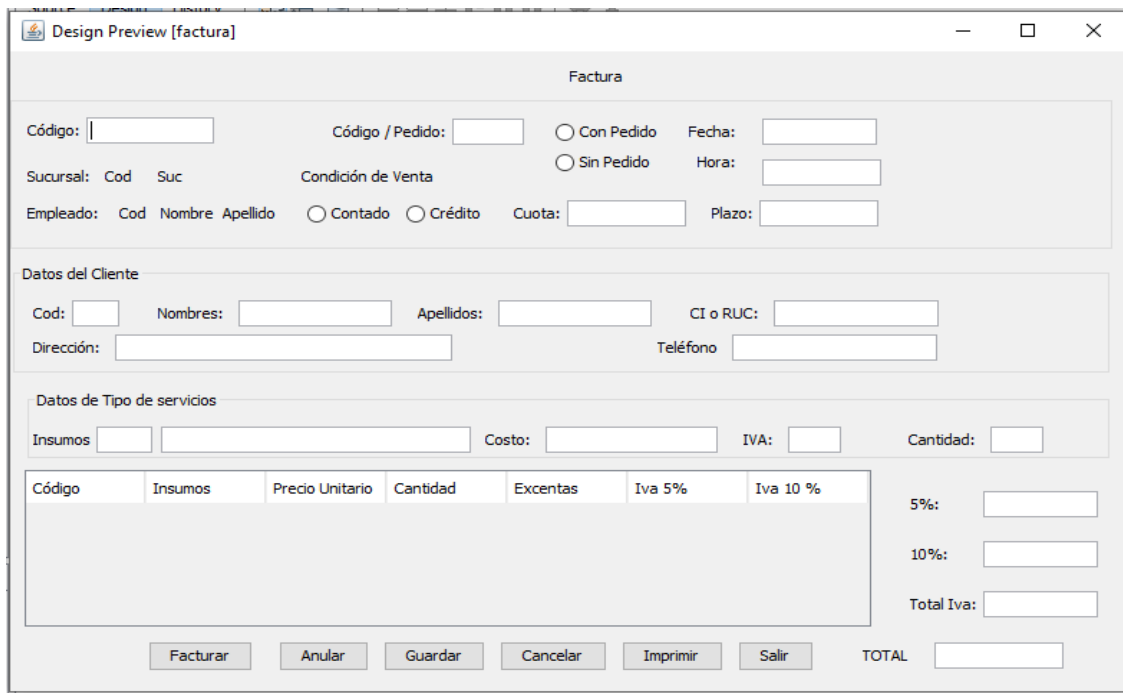 Source Design History
Design Preview [factura]
Factura
Código: Código / Pedido: Con Pedido Fecha:
Sin Pedido Hora:
Sucursal: Cod Suc Condición de Venta
Empleado: Cod Nombre Apellido Contado Crédito Cuota: Plazo:
Datos del Cliente
Cod: Nombres: Apellidos: CI o RUC:
Dirección: Teléfono
Datos de Tipo de servicios
Insumos Costo: IVA: Cantidad:
Código Insumos Precio Unitario Cantidad Excentas Iva 5% Iva 10 %
5%:
10%:
Total Iva:
Facturar Anular Guardar Cancelar Imprimir Salir TOTAL